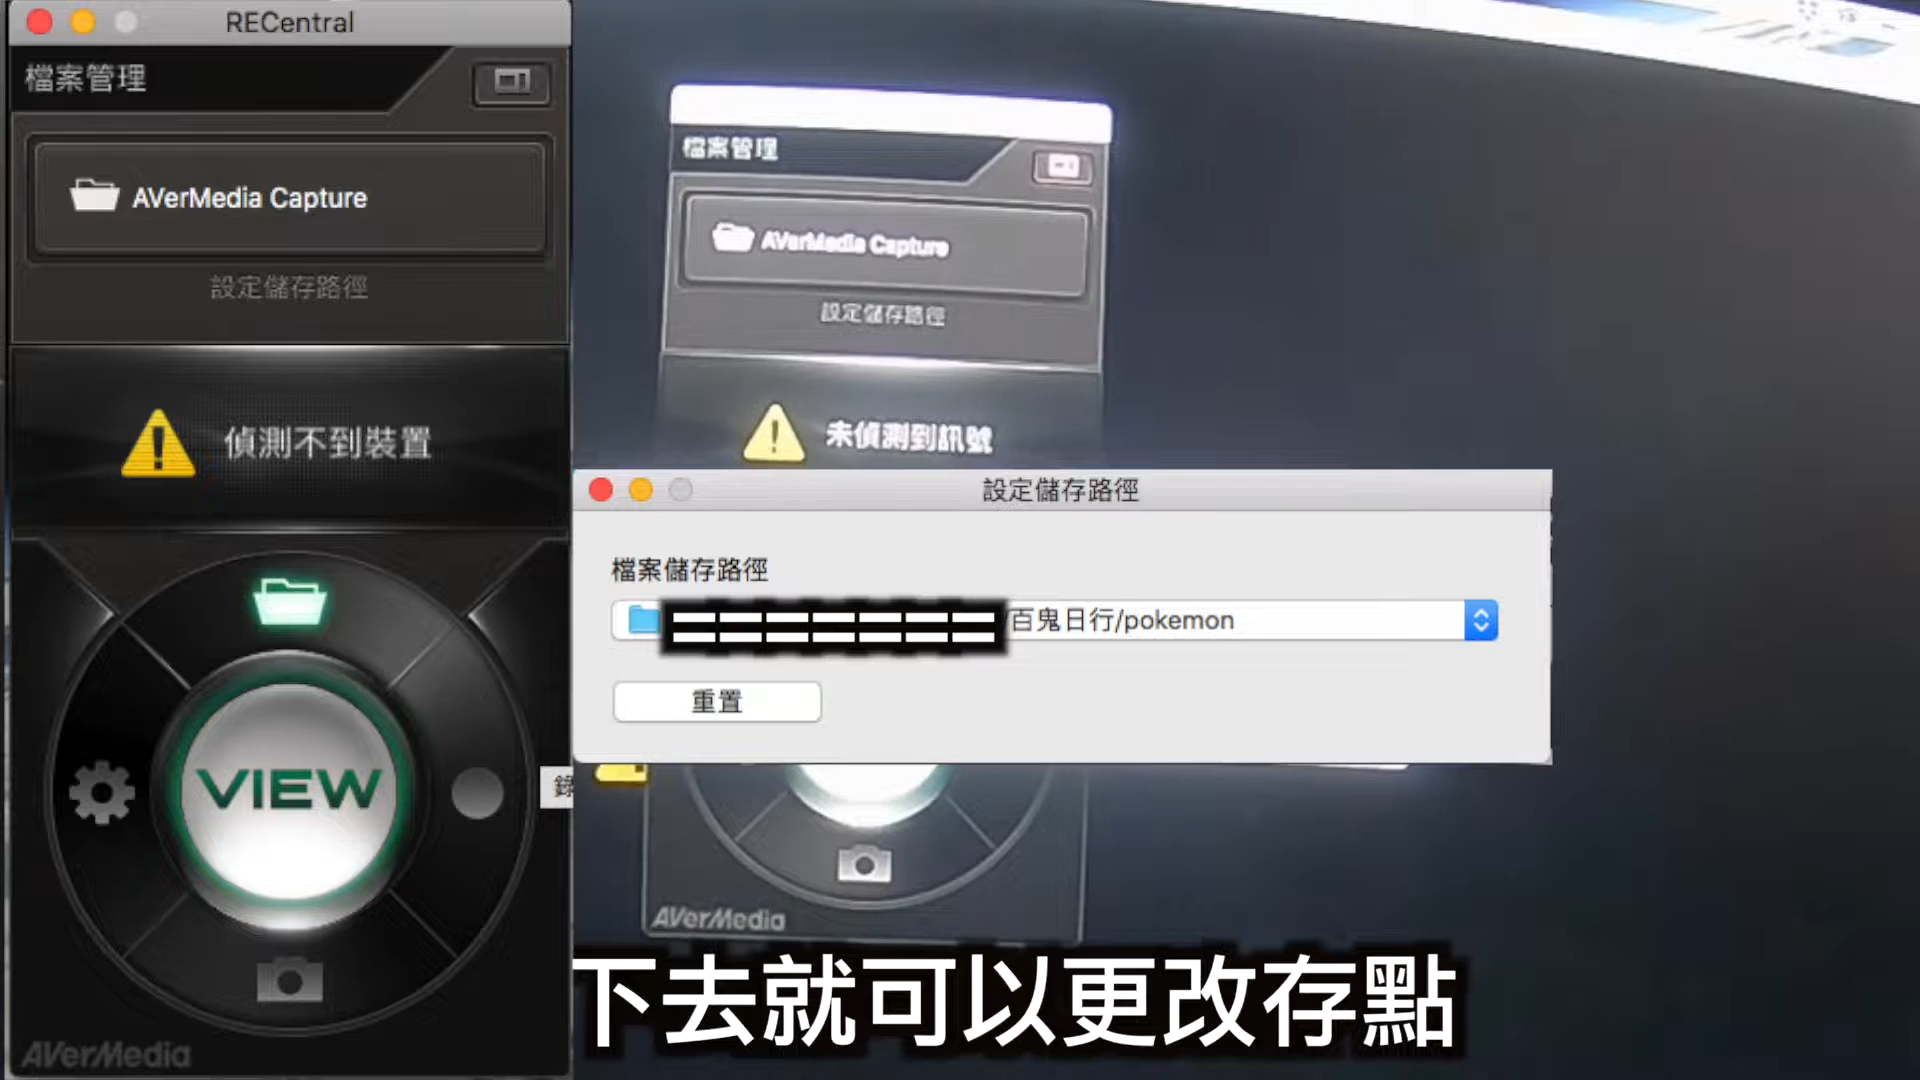 RECentral
檔案管理
AVerMedia Capture
設定儲存路徑
偵測不到裝置
VIEW
錄
AVerMedia
檔案管理
AVerMedia Capture
設定儲存路徑
未偵測到訊號
設定儲存路徑
檔案儲存路徑
/百鬼日行/pokemon
重置
AVerMedia
下去就可以更改存點